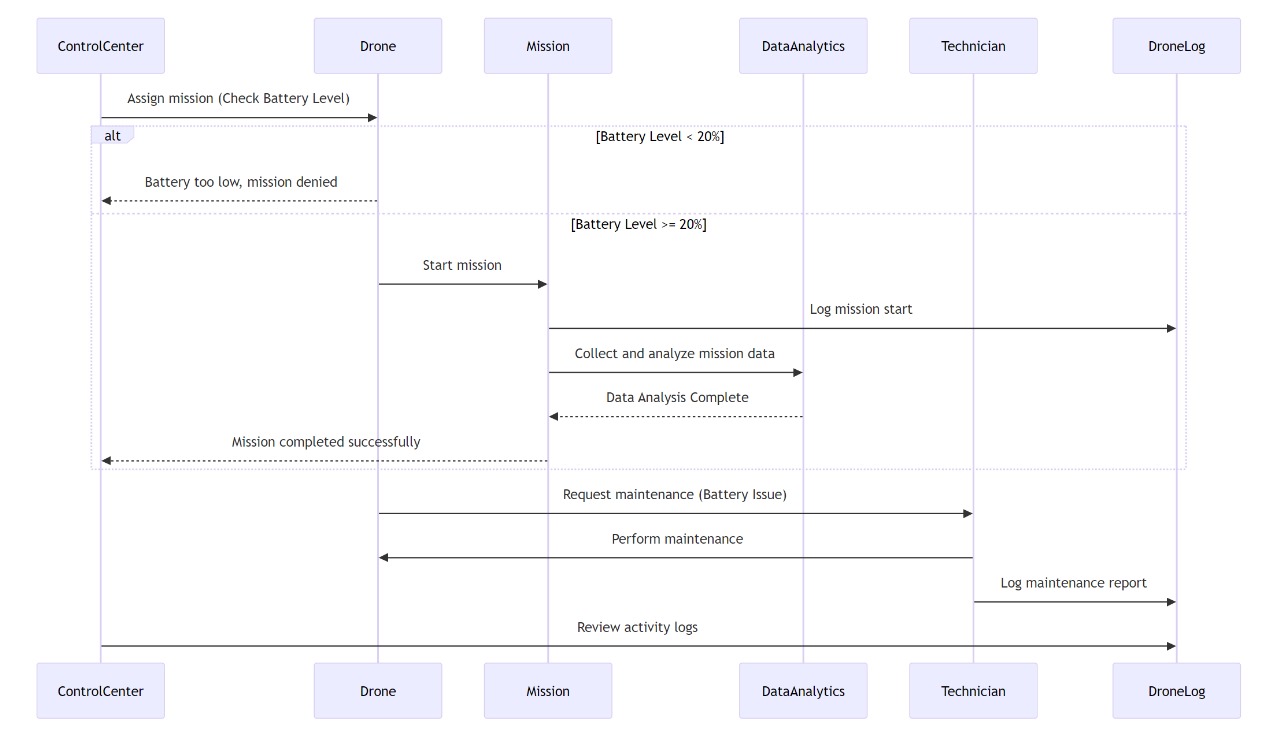 ControlCenter
Drone
Mission
DataAnalytics
Technician
DroneLog
Assign mission (Check Battery Level)
alt
[Battery Level < 20%]
Battery too low, mission denied
[Battery Level >= 20%]
Start mission
Log mission start
Collect and analyze mission data
Data Analysis Complete
Mission completed successfully
Request maintenance (Battery Issue)
Perform maintenance
Log maintenance report
Review activity logs
ControlCenter
Drone
Mission
DataAnalytics
Technician
DroneLog